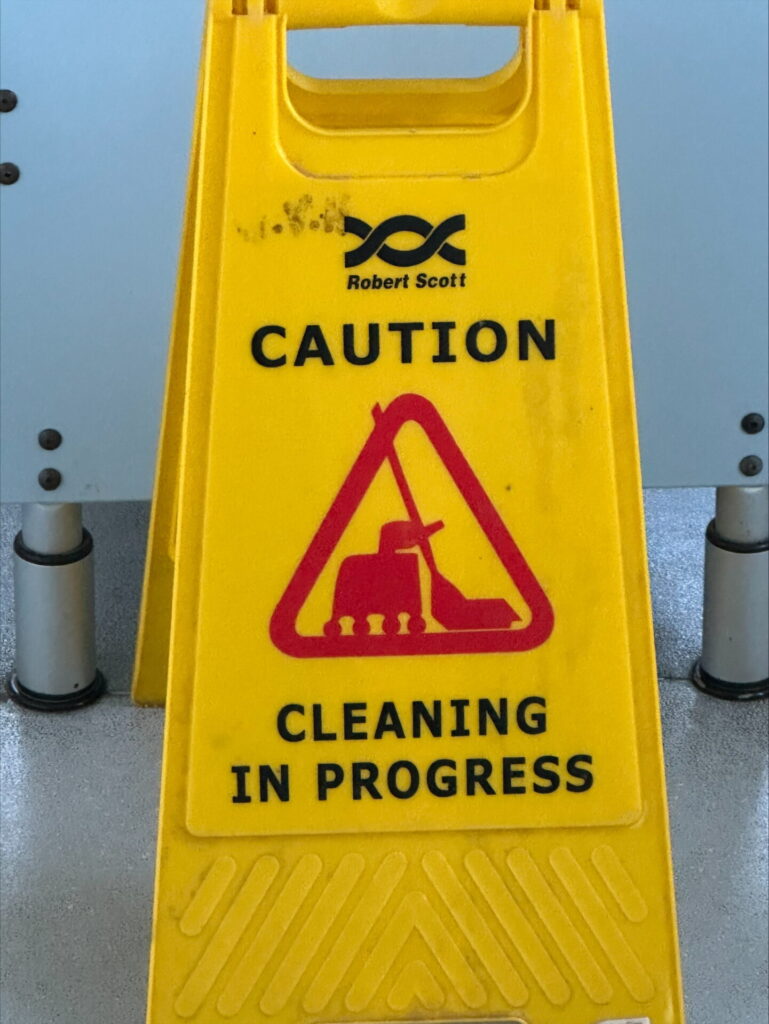 Robert Scott
CAUTION
CLEANING
IN PROGRESS